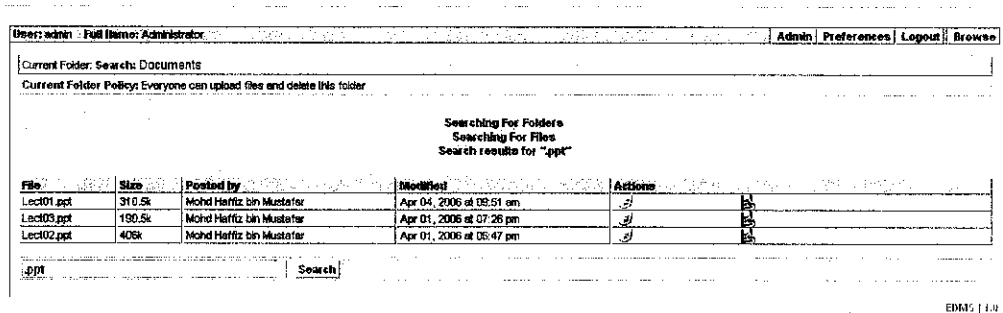 User: admin Full Name: Administrator Admin Preferences Logout Browse
Current Folder: Search: Documents
Current Folder Policy: Everyone can upload files and delete this folder
Searching For Folders
Searching For Files
Search results for ".ppt"
File Size Posted by Modified Actions
Lect01.ppt 310.5k Mohd Haffiz bin Mustafar Apr 04, 2006 at 09:51 am
Lect03.ppt 190.5k Mohd Haffiz bin Mustafar Apr 01, 2006 at 07:26 pm
Lect02.ppt 406k Mohd Haffiz bin Mustafar Apr 01, 2006 at 05:47 pm
.ppt Search
EDMS | 1.0